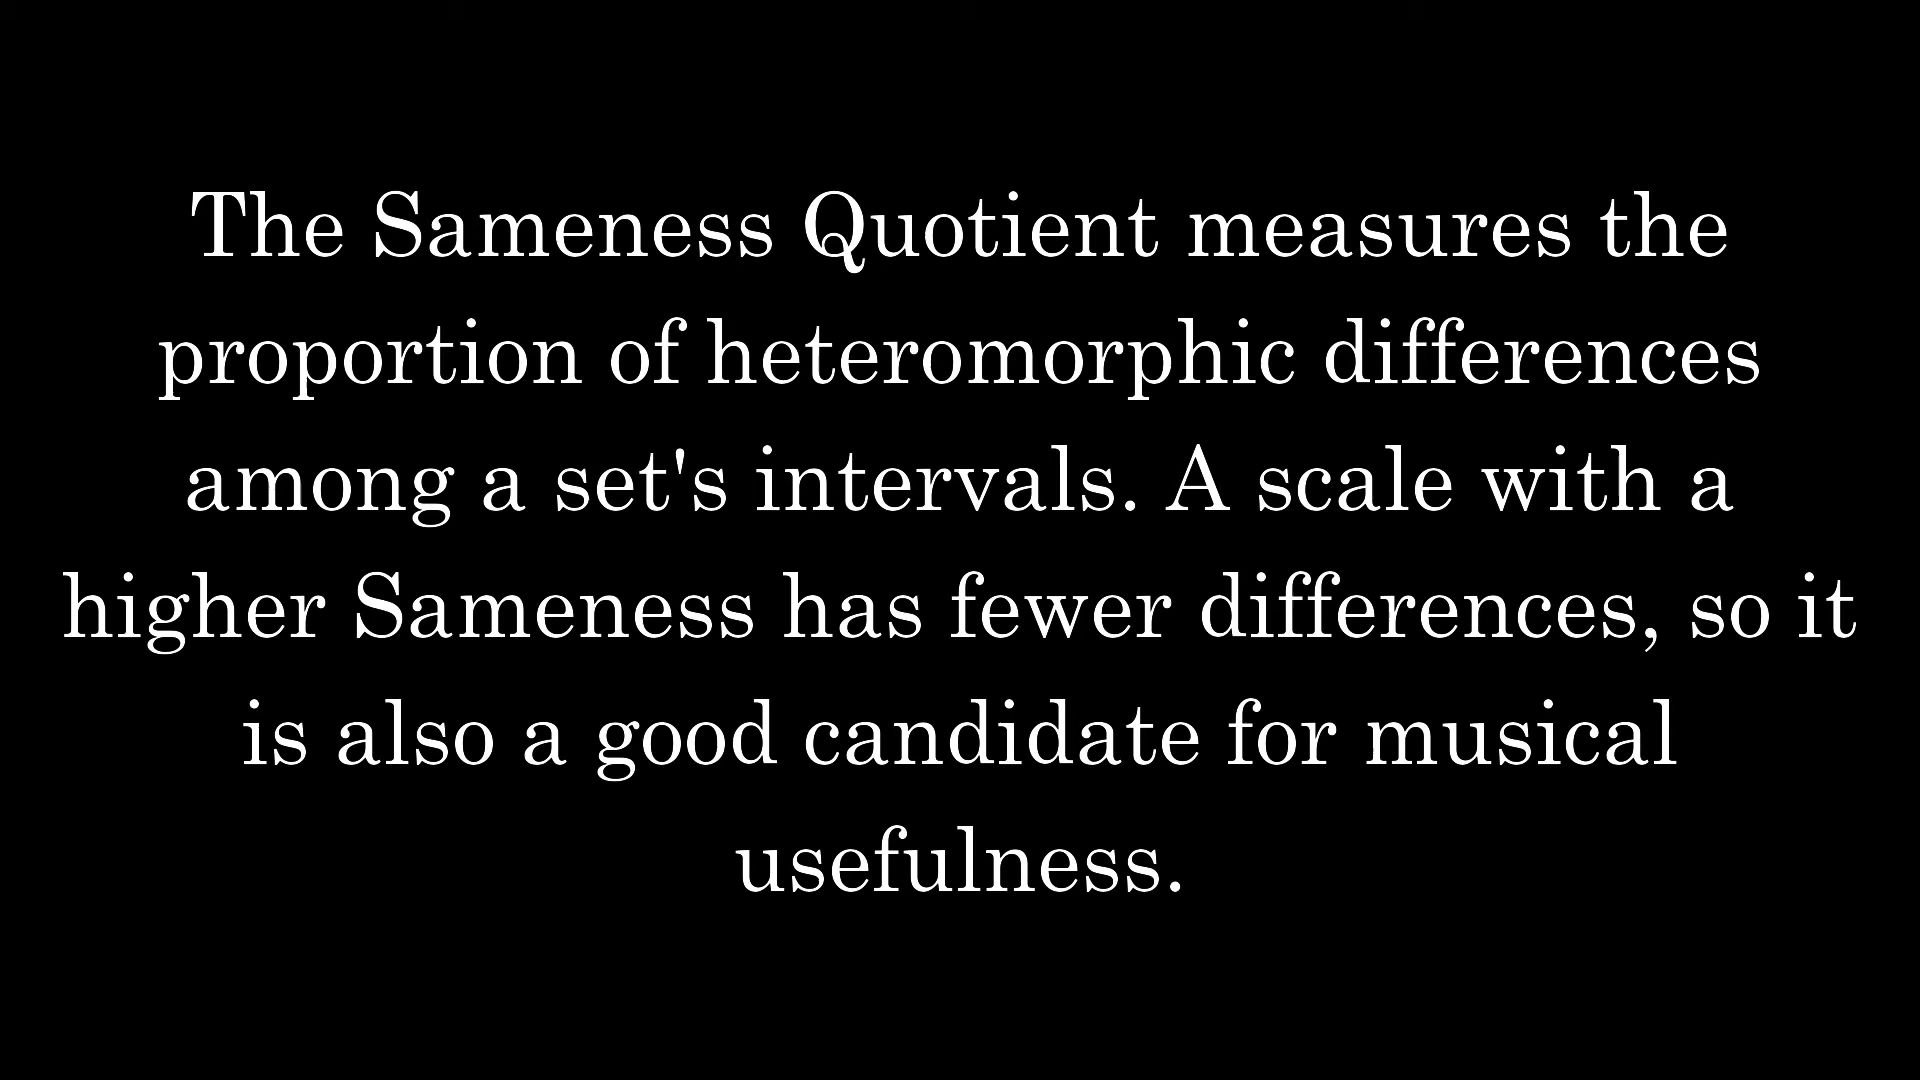 The Sameness Quotient measures the
proportion of heteromorphic differences
among a set's intervals. A scale with a
higher Sameness has fewer differences, so it
is also a good candidate for musical
usefulness.